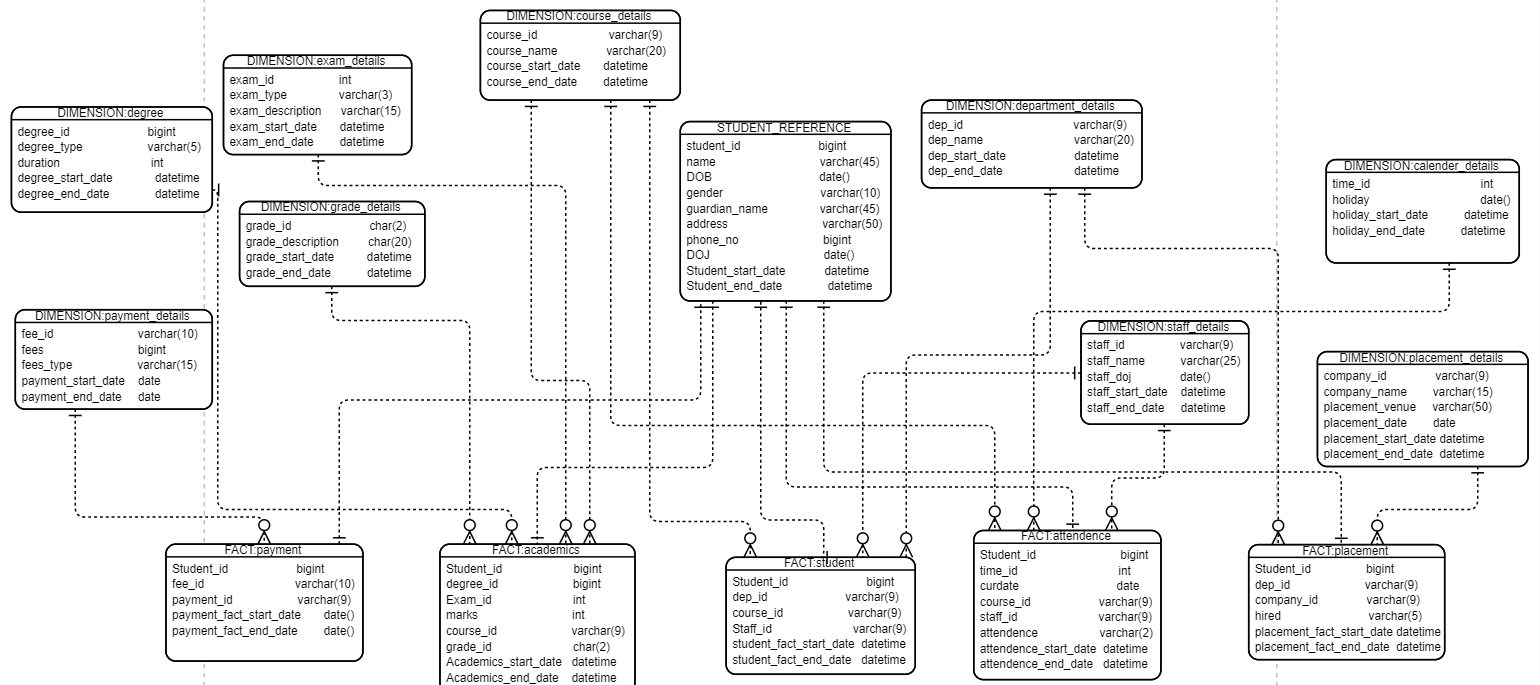 DIMENSION:course_details
course_id varchar(9)
course_name varchar(20)
course_start_date datetime
course_end_date datetime
DIMENSION:exam_details
exam_id int
exam_type varchar(3)
exam_description varchar(15)
exam_start_date datetime
exam_end_date datetime
DIMENSION:degree
degree_id bigint
degree_type varchar(5)
duration int
degree_start_date datetime
degree_end_date datetime
STUDENT_REFERENCE
student_id bigint
name varchar(45)
DOB date()
gender varchar(10)
guardian_name varchar(45)
address varchar(50)
phone_no bigint
DOJ date()
Student_start_date datetime
Student_end_date datetime
DIMENSION:department_details
dep_id varchar(9)
dep_name varchar(20)
dep_start_date datetime
dep_end_date datetime
DIMENSION:calender_details
time_id int
holiday date()
holiday_start_date datetime
holiday_end_date datetime
DIMENSION:grade_details
grade_id char(2)
grade_description char(20)
grade_start_date datetime
grade_end_date datetime
DIMENSION:payment_details
fee_id varchar(10)
fees bigint
fees_type varchar(15)
payment_start_date date
payment_end_date date
DIMENSION:staff_details
staff_id varchar(9)
staff_name varchar(25)
staff_doj date()
staff_start_date datetime
staff_end_date datetime
DIMENSION:placement_details
company_id varchar(9)
company_name varchar(15)
placement_venue varchar(50)
placement_date date
placement_start_date datetime
placement_end_date datetime
FACT:payment
Student_id bigint
fee_id varchar(10)
payment_id varchar(9)
payment_fact_start_date date()
payment_fact_end_date date()
FACT:academics
Student_id bigint
degree_id bigint
Exam_id int
marks int
course_id varchar(9)
grade_id char(2)
Academics_start_date datetime
Academics_end_date datetime
FACT:student
Student_id bigint
dep_id varchar(9)
course_id varchar(9)
Staff_id varchar(9)
student_fact_start_date datetime
student_fact_end_date datetime
FACT:attendence
Student_id bigint
time_id int
curdate date
course_id varchar(9)
staff_id varchar(9)
attendence varchar(2)
attendence_start_date datetime
attendence_end_date datetime
FACT:placement
Student_id bigint
dep_id varchar(9)
company_id varchar(9)
hired varchar(5)
placement_fact_start_date datetime
placement_fact_end_date datetime